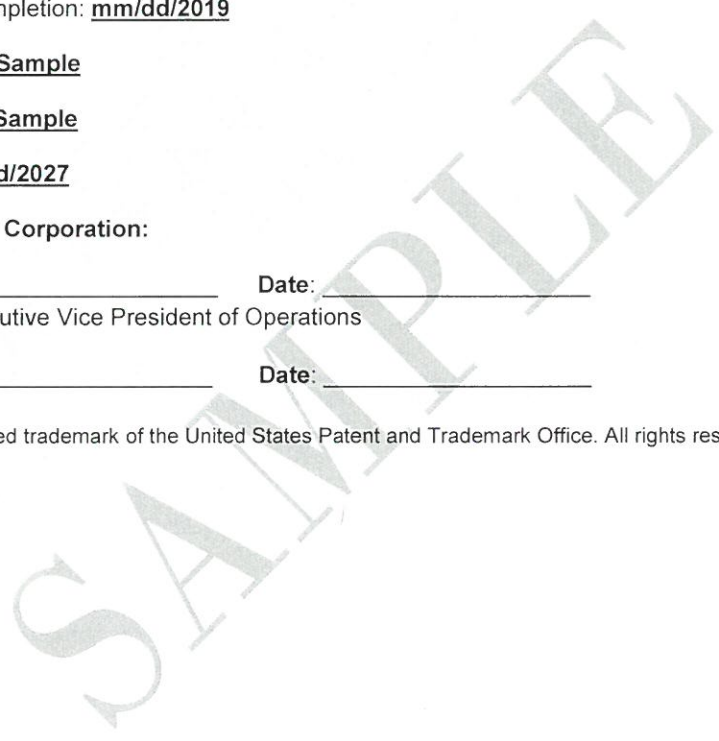 mpletion: mm/dd/2019
Sample
Sample
d/2027
Corporation:
Date:
utive Vice President of Operations
Date:
ed trademark of the United States Patent and Trademark Office. All rights res
SAMPLE